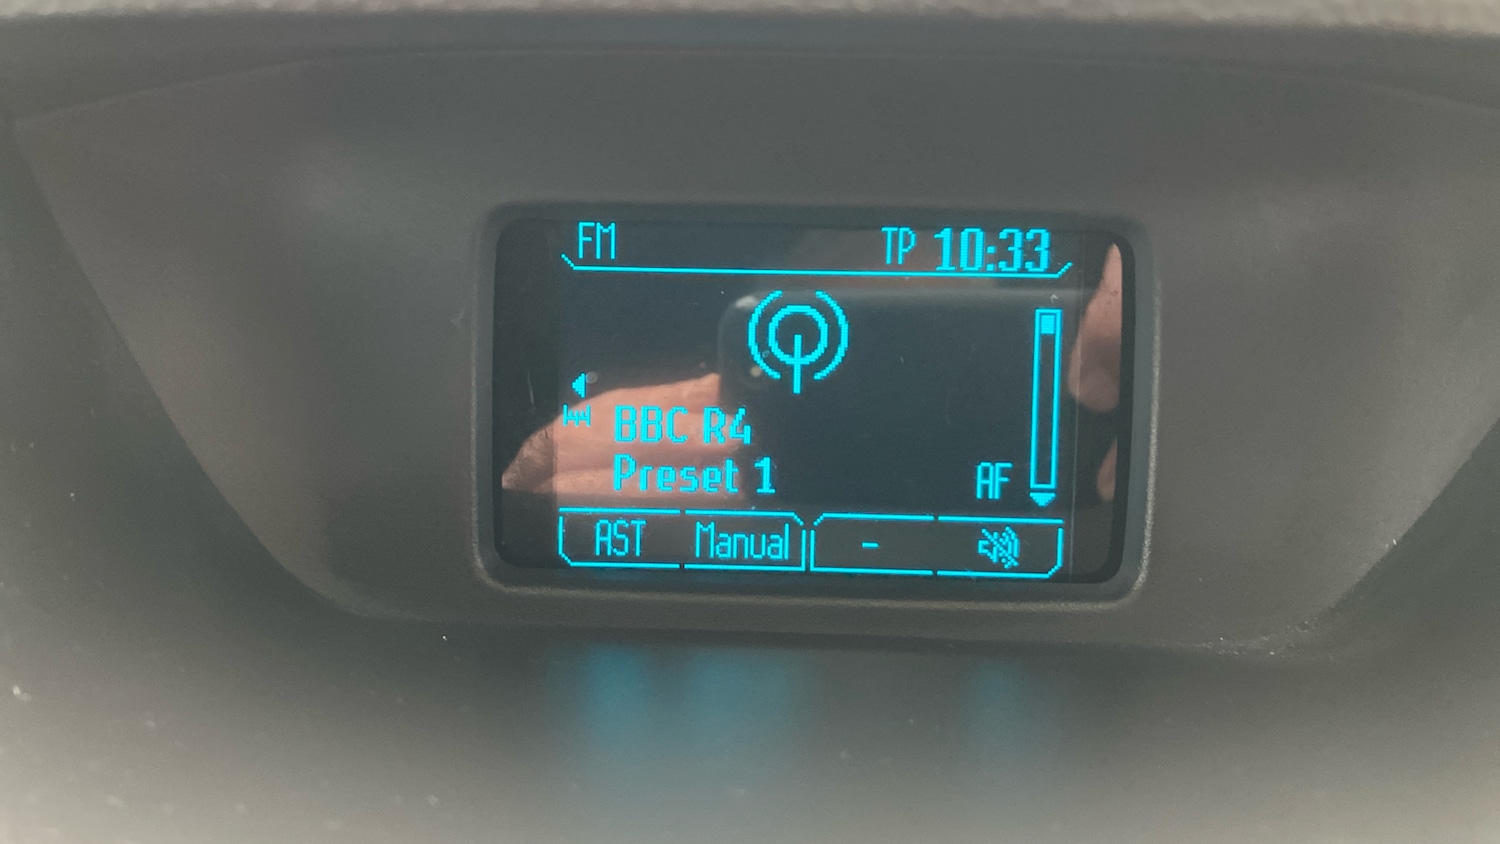 FM TP 10:33
BBC R4
Preset 1 AF
AST Manual -